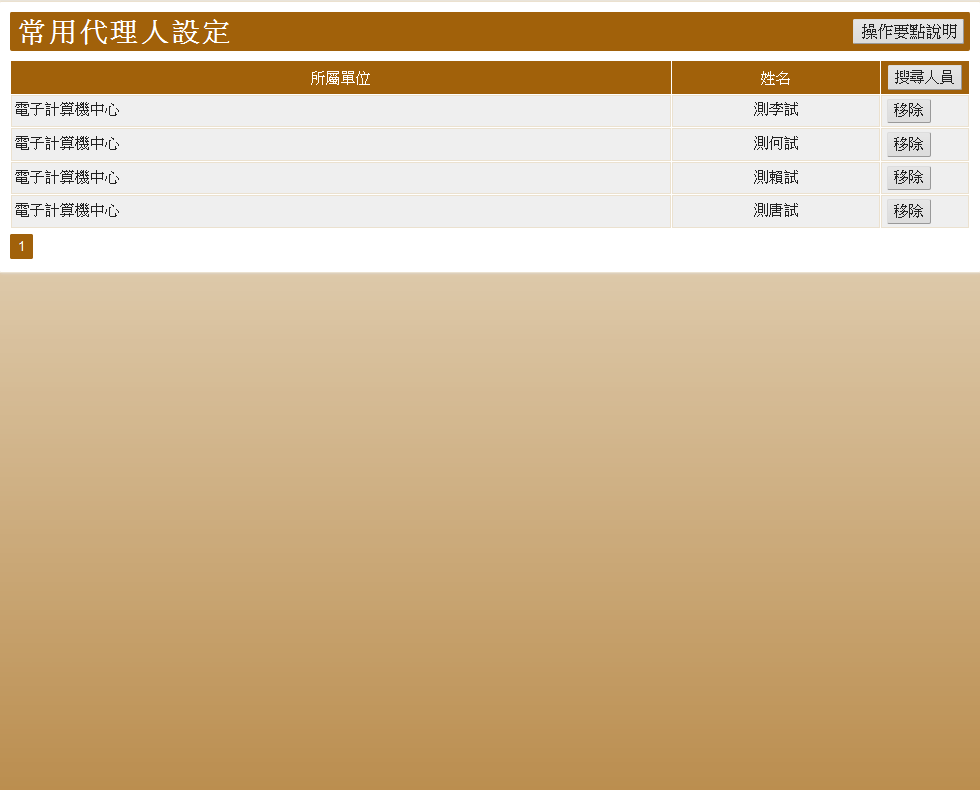 常用代理人設定 操作要點說明
所屬單位 姓名 搜尋人員
電子計算機中心 測李試 移除
電子計算機中心 測何試 移除
電子計算機中心 測賴試 移除
電子計算機中心 測唐試 移除
1